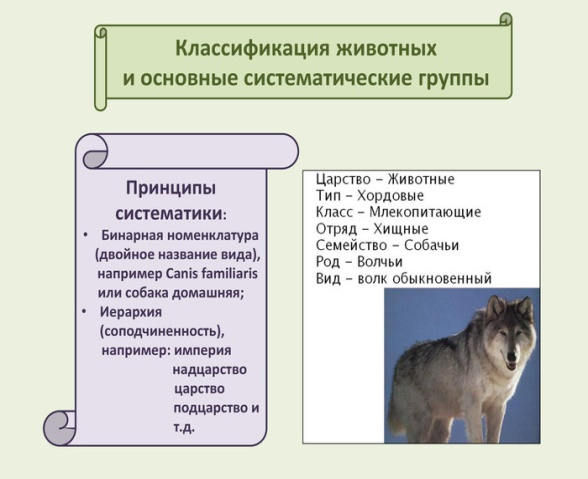 Классификация животных
и основные систематические группы
Принципы
систематики:
• Бинарная номенклатура
(двойное название вида),
например Canis familiaris
или собака домашняя;
• Иерархия
(соподчиненность),
например: империя
надцарство
царство
подцарство и
т.д.
Царство – Животные
Тип – Хордовые
Класс – Млекопитающие
Отряд – Хищные
Семейство – Собачьи
Род – Волчьи
Вид – волк обыкновенный